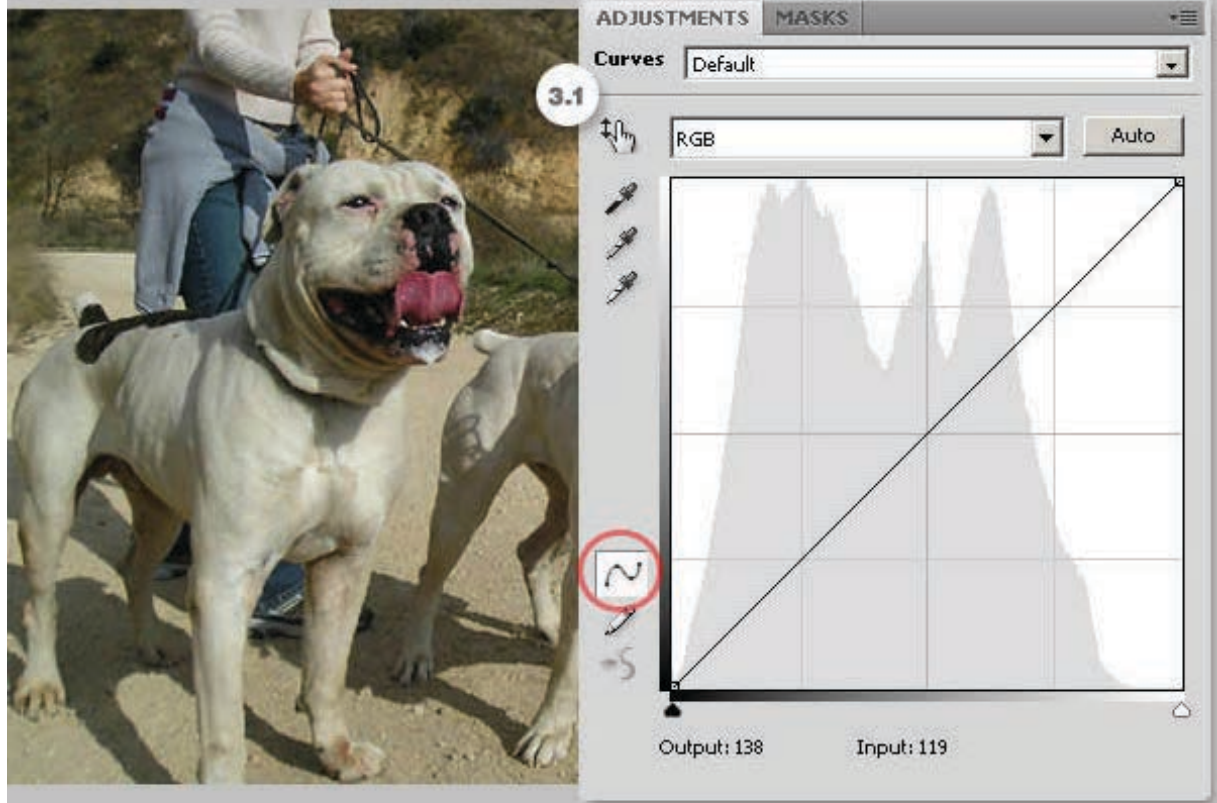 ADJUSTMENTS MASKS
Curves Default
3.1
RGB Auto
Output: 138 Input: 119